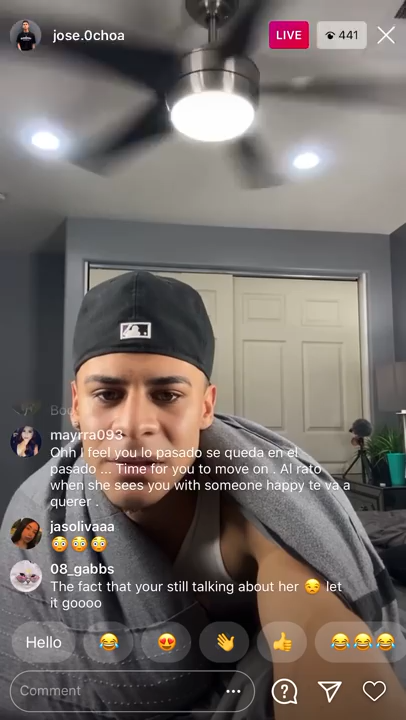 jose.0choa
LIVE
441
mayrra093
Ohh I feel you lo pasado se queda en el
pasado ... Time for you to move on . Al rato
when she sees you with someone happy te va a
querer .
jasolivaaa
😳😳😳
08_gabbs
The fact that your still talking about her 😒 let
it goooo
Hello
😂
😍
👋
👍
😂😂😂
Comment